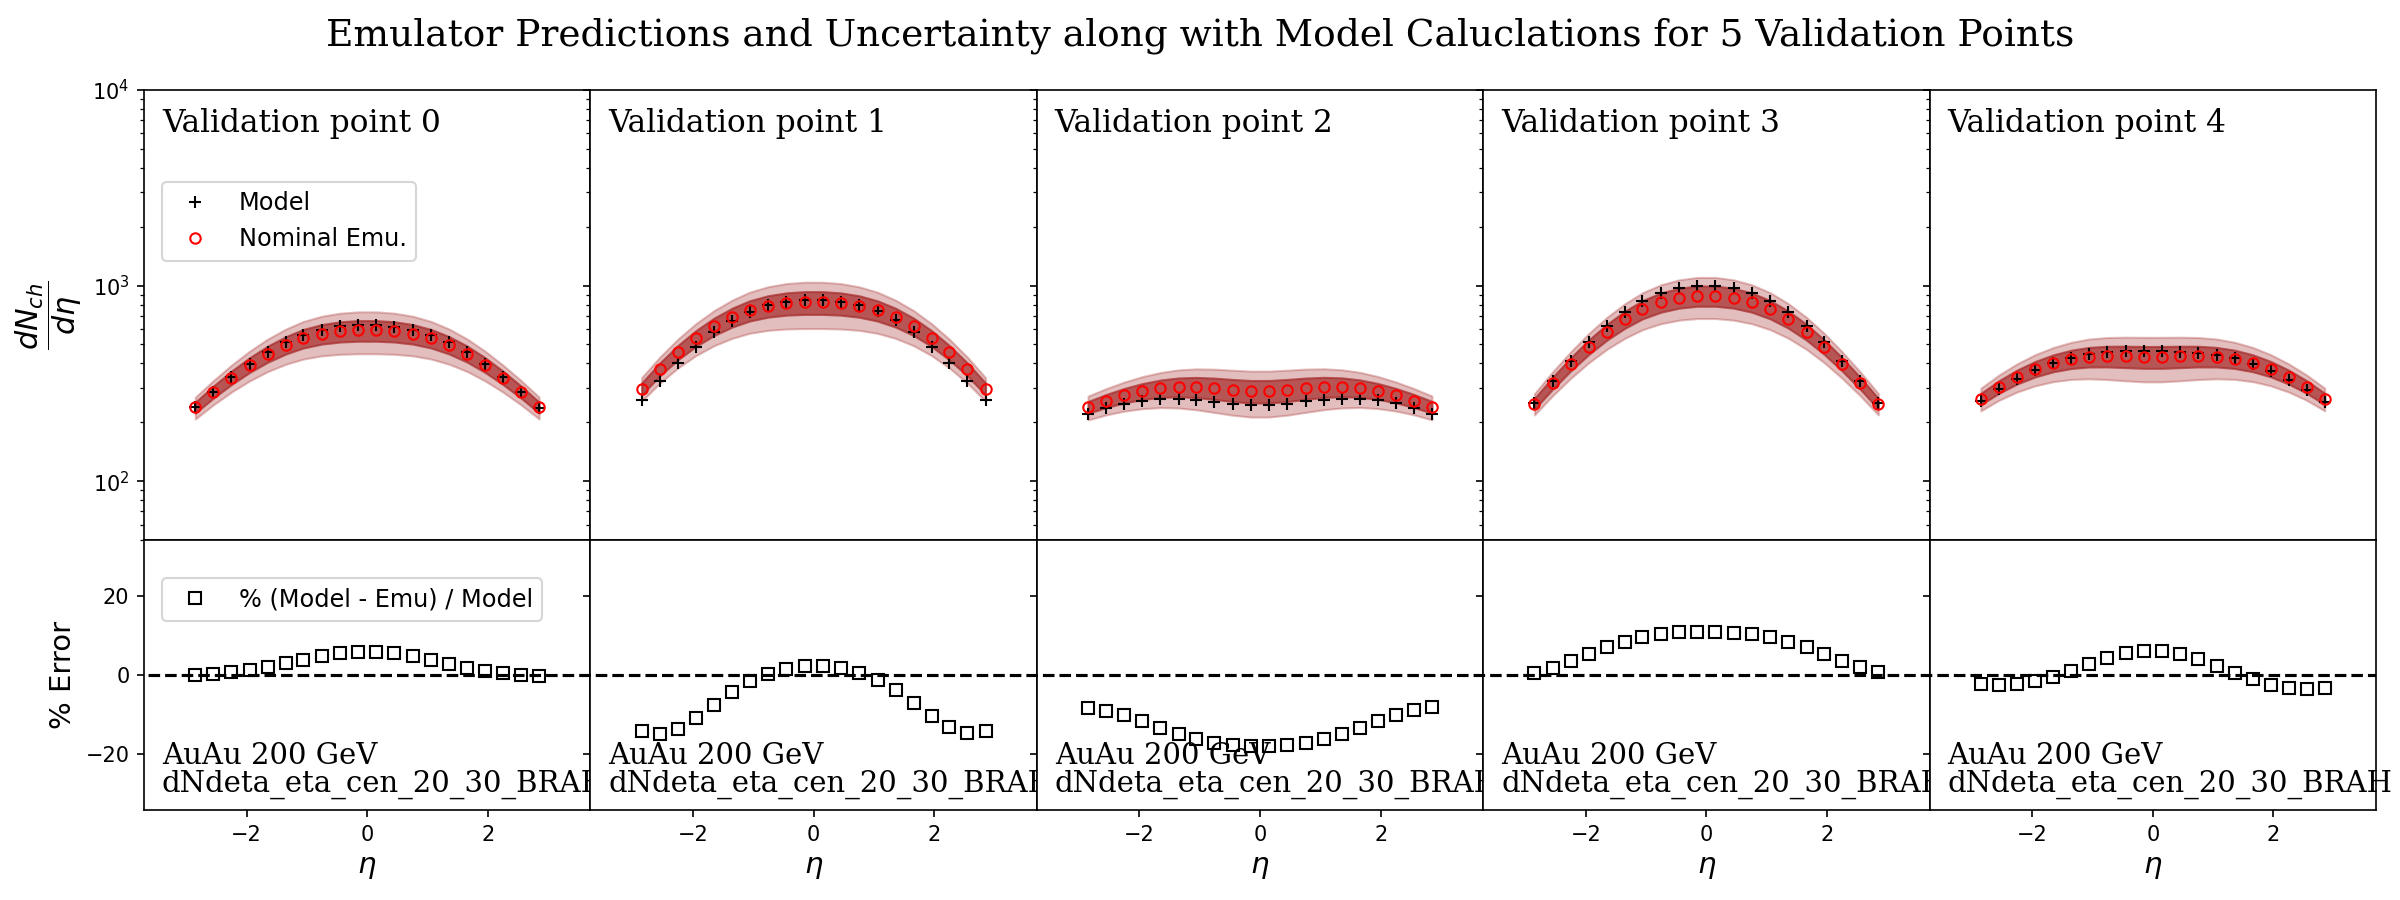 Emulator Predictions and Uncertainty along with Model Caluclations for 5 Validation Points
Validation point 0
Validation point 1
Validation point 2
Validation point 3
Validation point 4
Model
Nominal Emu.
dN_ch
dη
10^4
10^3
10^2
% (Model - Emu) / Model
% Error
20
0
−20
AuAu 200 GeV
dNdeta_eta_cen_20_30_BRAH
AuAu 200 GeV
dNdeta_eta_cen_20_30_BRAH
AuAu 200 GeV
dNdeta_eta_cen_20_30_BRAH
AuAu 200 GeV
dNdeta_eta_cen_20_30_BRAH
AuAu 200 GeV
dNdeta_eta_cen_20_30_BRAH
−2 0 2
−2 0 2
−2 0 2
−2 0 2
−2 0 2
η
η
η
η
η